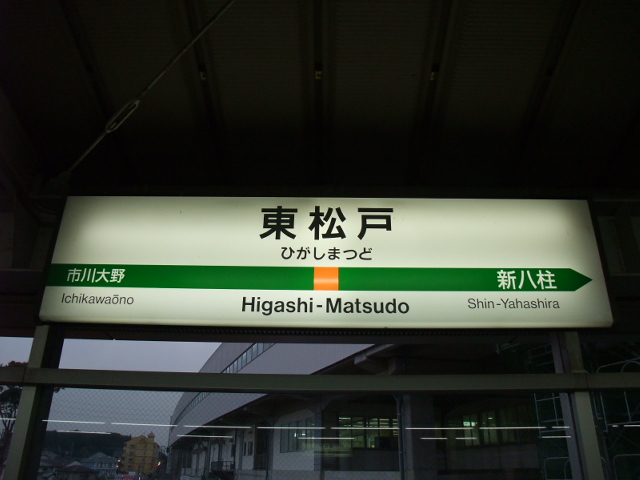 東松戸
ひがしまつど
市川大野
新八柱
Ichikawaōno
Higashi-Matsudo
Shin-Yahashira